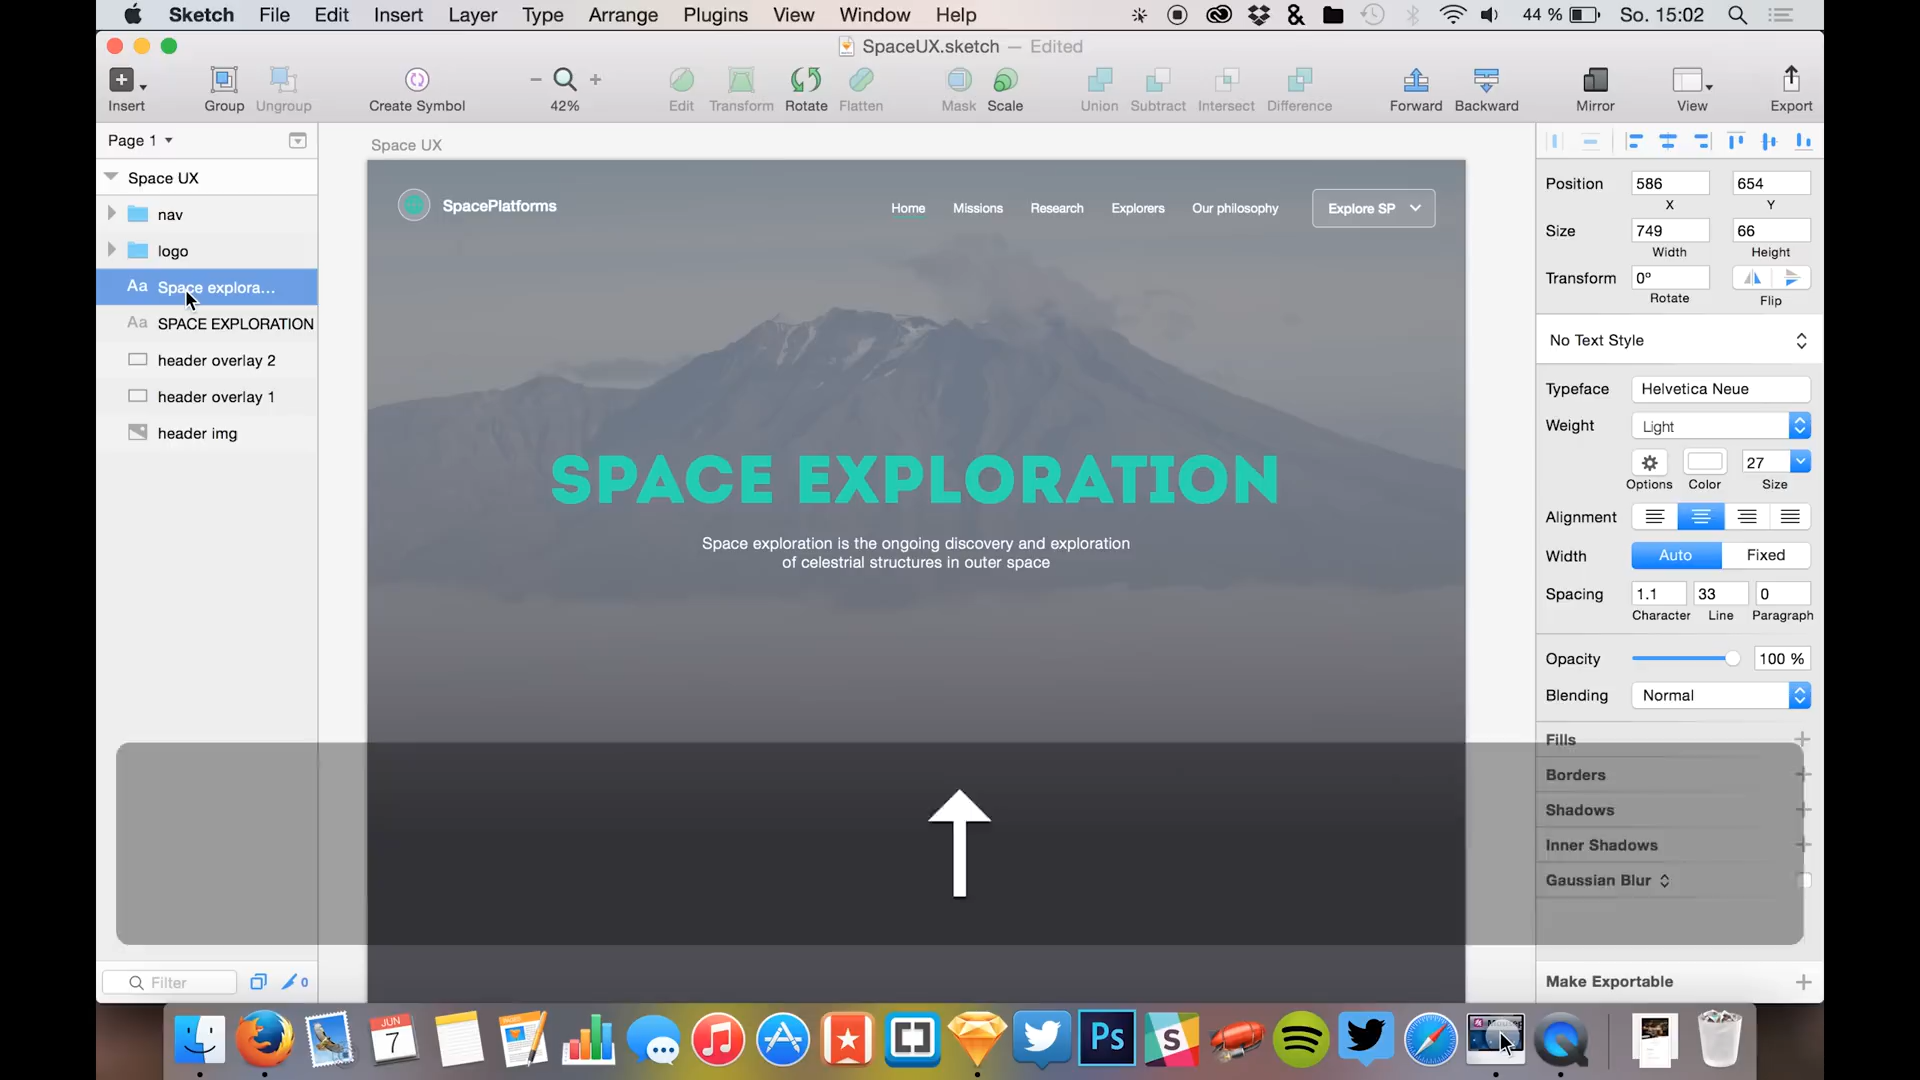 Sketch File Edit Insert Layer Type Arrange Plugins View Window Help 44 % So. 15:02
SpaceUX.sketch — Edited
Insert Group Ungroup Create Symbol 42% Edit Transform Rotate Flatten Mask Scale Union Subtract Intersect Difference Forward Backward Mirror View Export
Page 1
Space UX
nav
logo
Space explora...
SPACE EXPLORATION
header overlay 2
header overlay 1
header img
Filter
0
Space UX
SpacePlatforms
Home Missions Research Explorers Our philosophy Explore SP
SPACE EXPLORATION
Space exploration is the ongoing discovery and exploration
of celestrial structures in outer space
Position 586 654
X Y
Size 749 66
Width Height
Transform 0°
Rotate Flip
No Text Style
Typeface Helvetica Neue
Weight Light
27
Options Color Size
Alignment
Width Auto Fixed
Spacing 1.1 33 0
Character Line Paragraph
Opacity 100 %
Blending Normal
Fills
Borders
Shadows
Inner Shadows
Gaussian Blur
Make Exportable
JUN
7
Ps
S